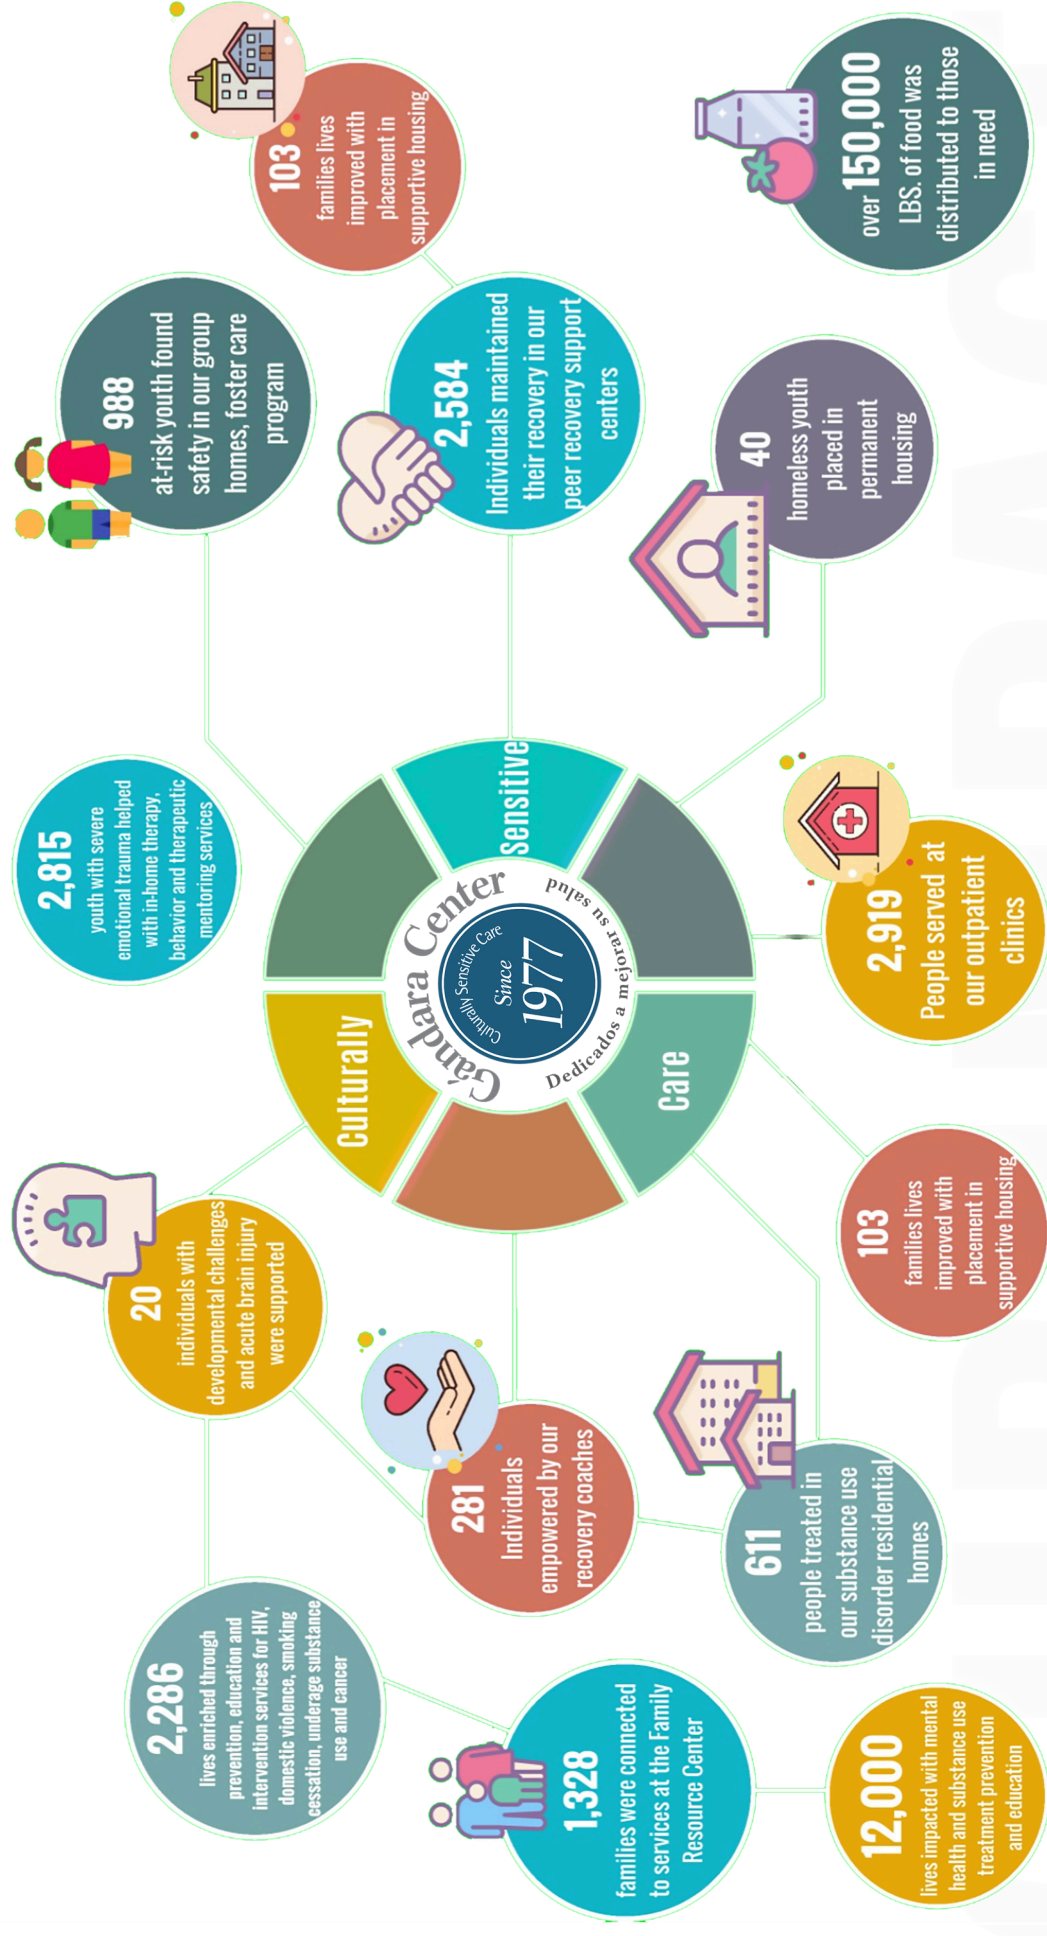 2,286
lives enriched through
prevention, education and
intervention services for HIV,
domestic violence, smoking
cessation, underage substance
use and cancer
20
individuals with
developmental challenges
and acute brain injury
were supported
2,815
youth with severe
emotional trauma helped
with in-home therapy,
behavior and therapeutic
mentoring services
988
at-risk youth found
safety in our group
homes, foster care
program
103
families lives
improved with
placement in
supportive housing
1,328
families were connected
to services at the Family
Resource Center
281
Individuals
empowered by our
recovery coaches
Culturally
Sensitive
Care
Gándara Center
Culturally Sensitive Care
Since
1977
Dedicados a mejorar su salud
2,584
Individuals maintained
their recovery in our
peer recovery support
centers
12,000
lives impacted with mental
health and substance use
treatment prevention
and education
611
people treated in
our substance use
disorder residential
homes
103
families lives
improved with
placement in
supportive housing
2,919
People served at
our outpatient
clinics
40
homeless youth
placed in
permanent
housing
over 150,000
LBS. of food was
distributed to those
in need